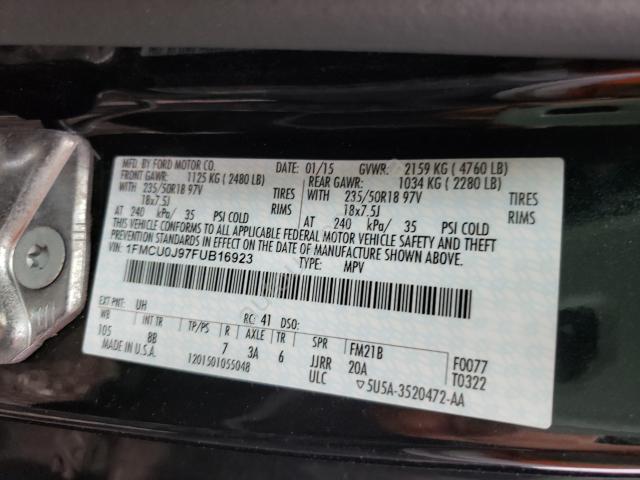 MFD. BY FORD MOTOR CO.
DATE: 01/15 GVWR: 2159 KG ( 4760 LB)
FRONT GAWR: 1125 KG ( 2480 LB) REAR GAWR: 1034 KG ( 2280 LB)
WITH 235/50R18 97V TIRES WITH 235/50R18 97V TIRES
18x7.5J RIMS 18x7.5J RIMS
AT 240 kPa/ 35 PSI COLD AT 240 kPa/ 35 PSI COLD
THIS VEHICLE CONFORMS TO ALL APPLICABLE FEDERAL MOTOR VEHICLE SAFETY AND THEFT
PREVENTION STANDARDS IN EFFECT ON THE DATE OF MANUFACTURE SHOWN ABOVE.
VIN: 1FMCU0J97FUB16923 TYPE: MPV
EXT PNT: UH RC: 41 DSO:
WB INT TR TP/PS R AXLE TR SPR FM21B F0077
105 8B 7 3A 6 JJRR 20A T0322
MADE IN U.S.A. 1201501055048 ULC ▽5U5A-3520472-AA